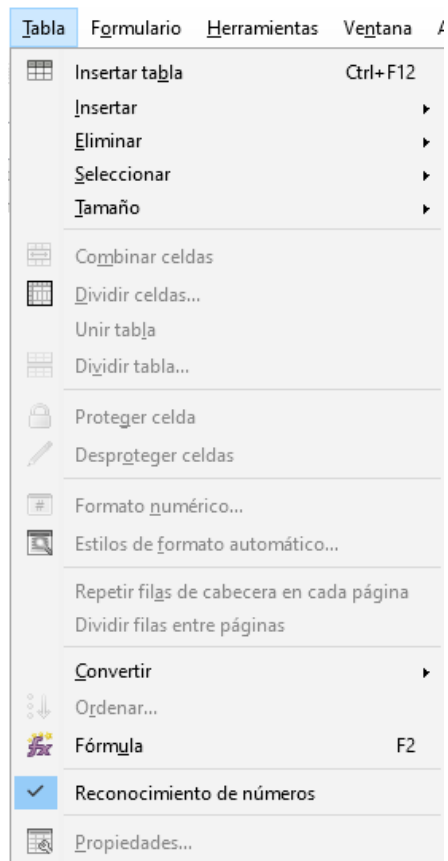 Tabla Formulario Herramientas Ventana
Insertar tabla Ctrl+F12
Insertar
Eliminar
Seleccionar
Tamaño
Combinar celdas
Dividir celdas...
Unir tabla
Dividir tabla...
Proteger celda
Desproteger celdas
# Formato numérico...
Estilos de formato automático...
Repetir filas de cabecera en cada página
Dividir filas entre páginas
Convertir
Ordenar...
fx Fórmula F2
Reconocimiento de números
Propiedades...